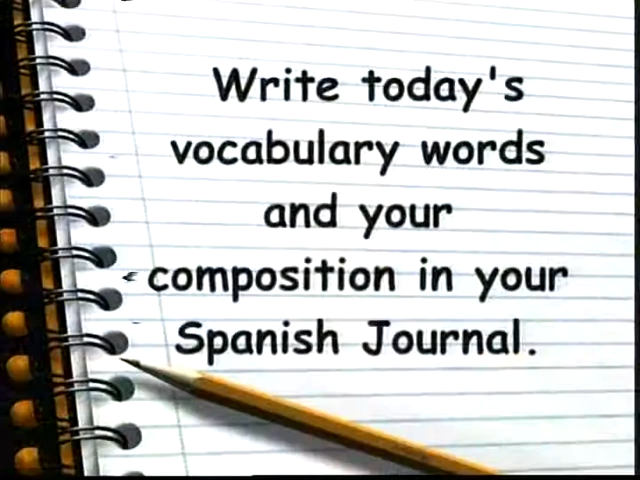 Write today's
vocabulary words
and your
composition in your
Spanish Journal.